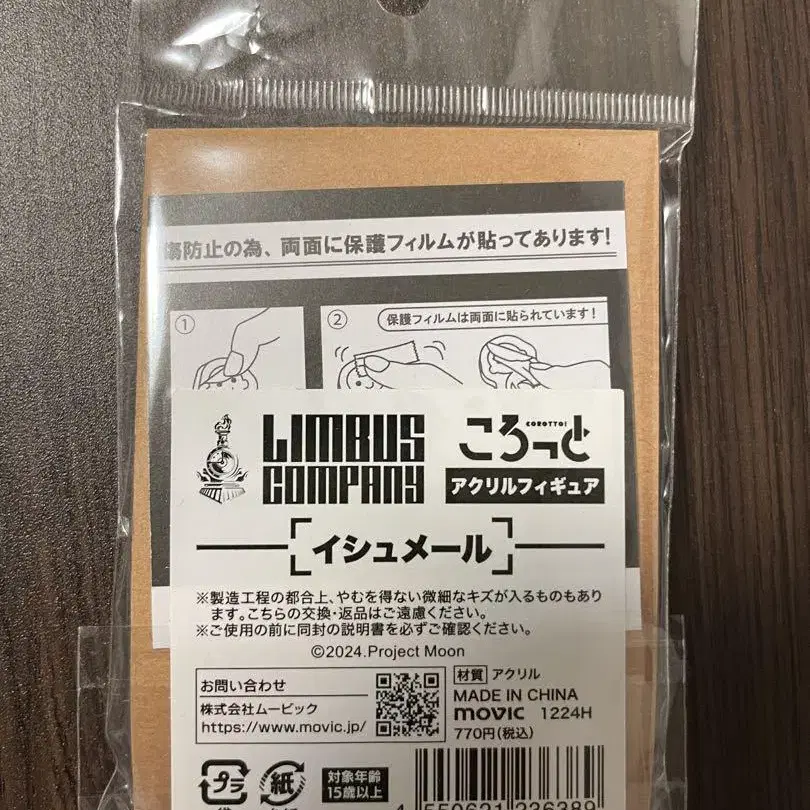 傷防止の為、両面に保護フィルムが貼ってあります!
①
②
保護フィルムは両面に貼られています!
LIMBUS
COMPANY
COROTTO!
ころっと
アクリルフィギュア
イシュメール
※製造工程の都合上、やむを得ない微細なキズが入るものもあり
ます。こちらの交換・返品はご遠慮ください。
※ご使用の前に同封の説明書を必ずご確認ください。
©2024.Project Moon
お問い合わせ
株式会社ムービック
https://www.movic.jp/
材質 アクリル
MADE IN CHINA
movic 1224H
770円(税込)
プラ
紙
対象年齢
15歳以上
4 550621 236289